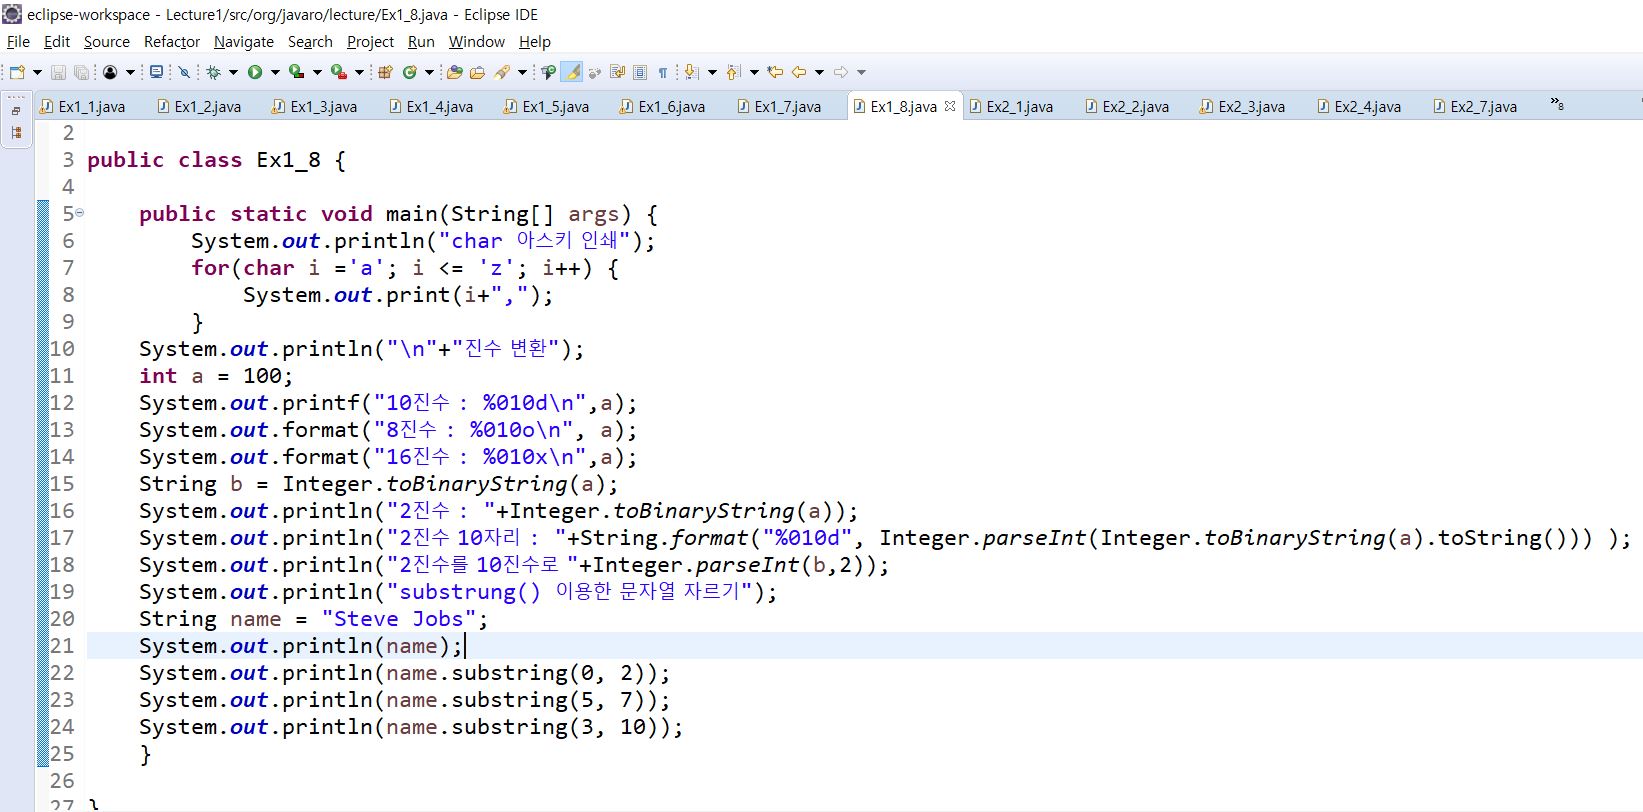 eclipse-workspace - Lecture1/src/org/javaro/lecture/Ex1_8.java - Eclipse IDE
File Edit Source Refactor Navigate Search Project Run Window Help
Ex1_1.java Ex1_2.java Ex1_3.java Ex1_4.java Ex1_5.java Ex1_6.java Ex1_7.java Ex1_8.java Ex2_1.java Ex2_2.java Ex2_3.java Ex2_4.java Ex2_7.java »8
2
3 public class Ex1_8 {
4
5 public static void main(String[] args) {
6 System.out.println("char 아스키 인쇄");
7 for(char i ='a'; i <= 'z'; i++) {
8 System.out.print(i+",");
9 }
10 System.out.println("\n"+"진수 변환");
11 int a = 100;
12 System.out.printf("10진수 : %010d\n",a);
13 System.out.format("8진수 : %010o\n", a);
14 System.out.format("16진수 : %010x\n",a);
15 String b = Integer.toBinaryString(a);
16 System.out.println("2진수 : "+Integer.toBinaryString(a));
17 System.out.println("2진수 10자리 : "+String.format("%010d", Integer.parseInt(Integer.toBinaryString(a).toString())) );
18 System.out.println("2진수를 10진수로 "+Integer.parseInt(b,2));
19 System.out.println("substrung() 이용한 문자열 자르기");
20 String name = "Steve Jobs";
21 System.out.println(name);
22 System.out.println(name.substring(0, 2));
23 System.out.println(name.substring(5, 7));
24 System.out.println(name.substring(3, 10));
25 }
26
27 }